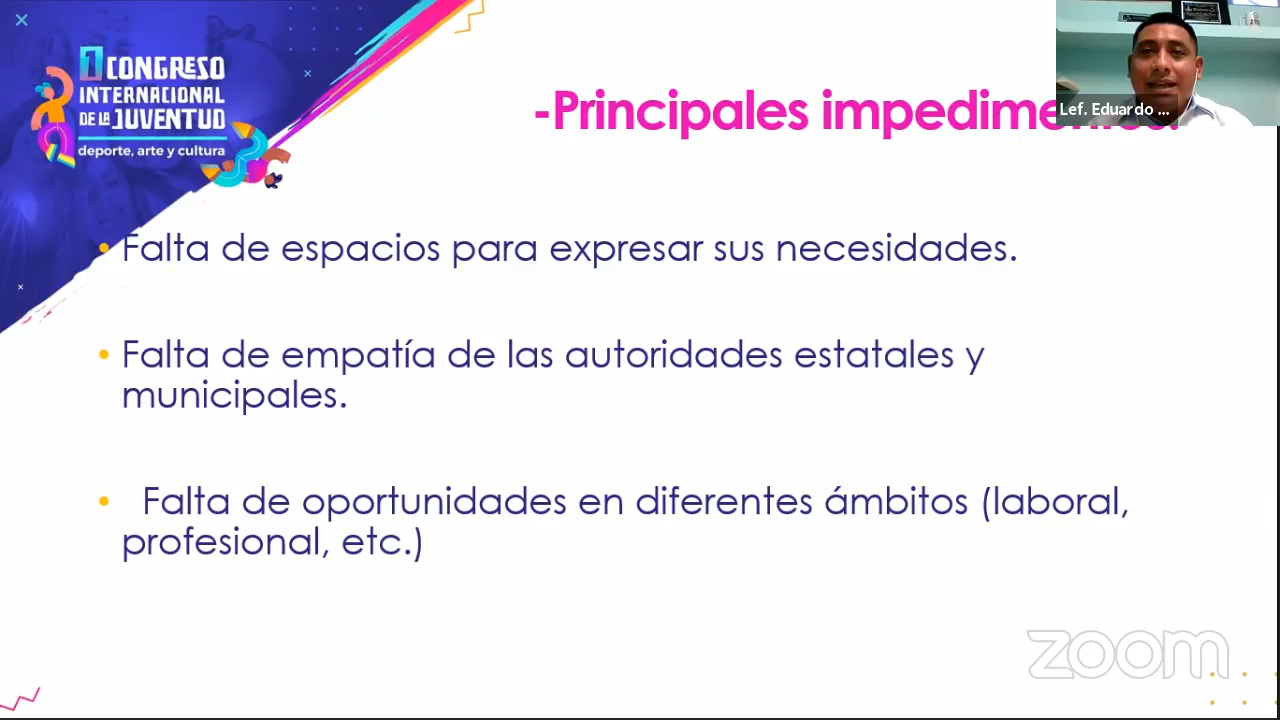 1 CONGRESO
INTERNACIONAL
DE LA JUVENTUD
deporte, arte y cultura
-Principales
Lef. Eduardo ...
• Falta de espacios para expresar sus necesidades.
• Falta de empatía de las autoridades estatales y
municipales.
• Falta de oportunidades en diferentes ámbitos (laboral,
profesional, etc.)
zoom